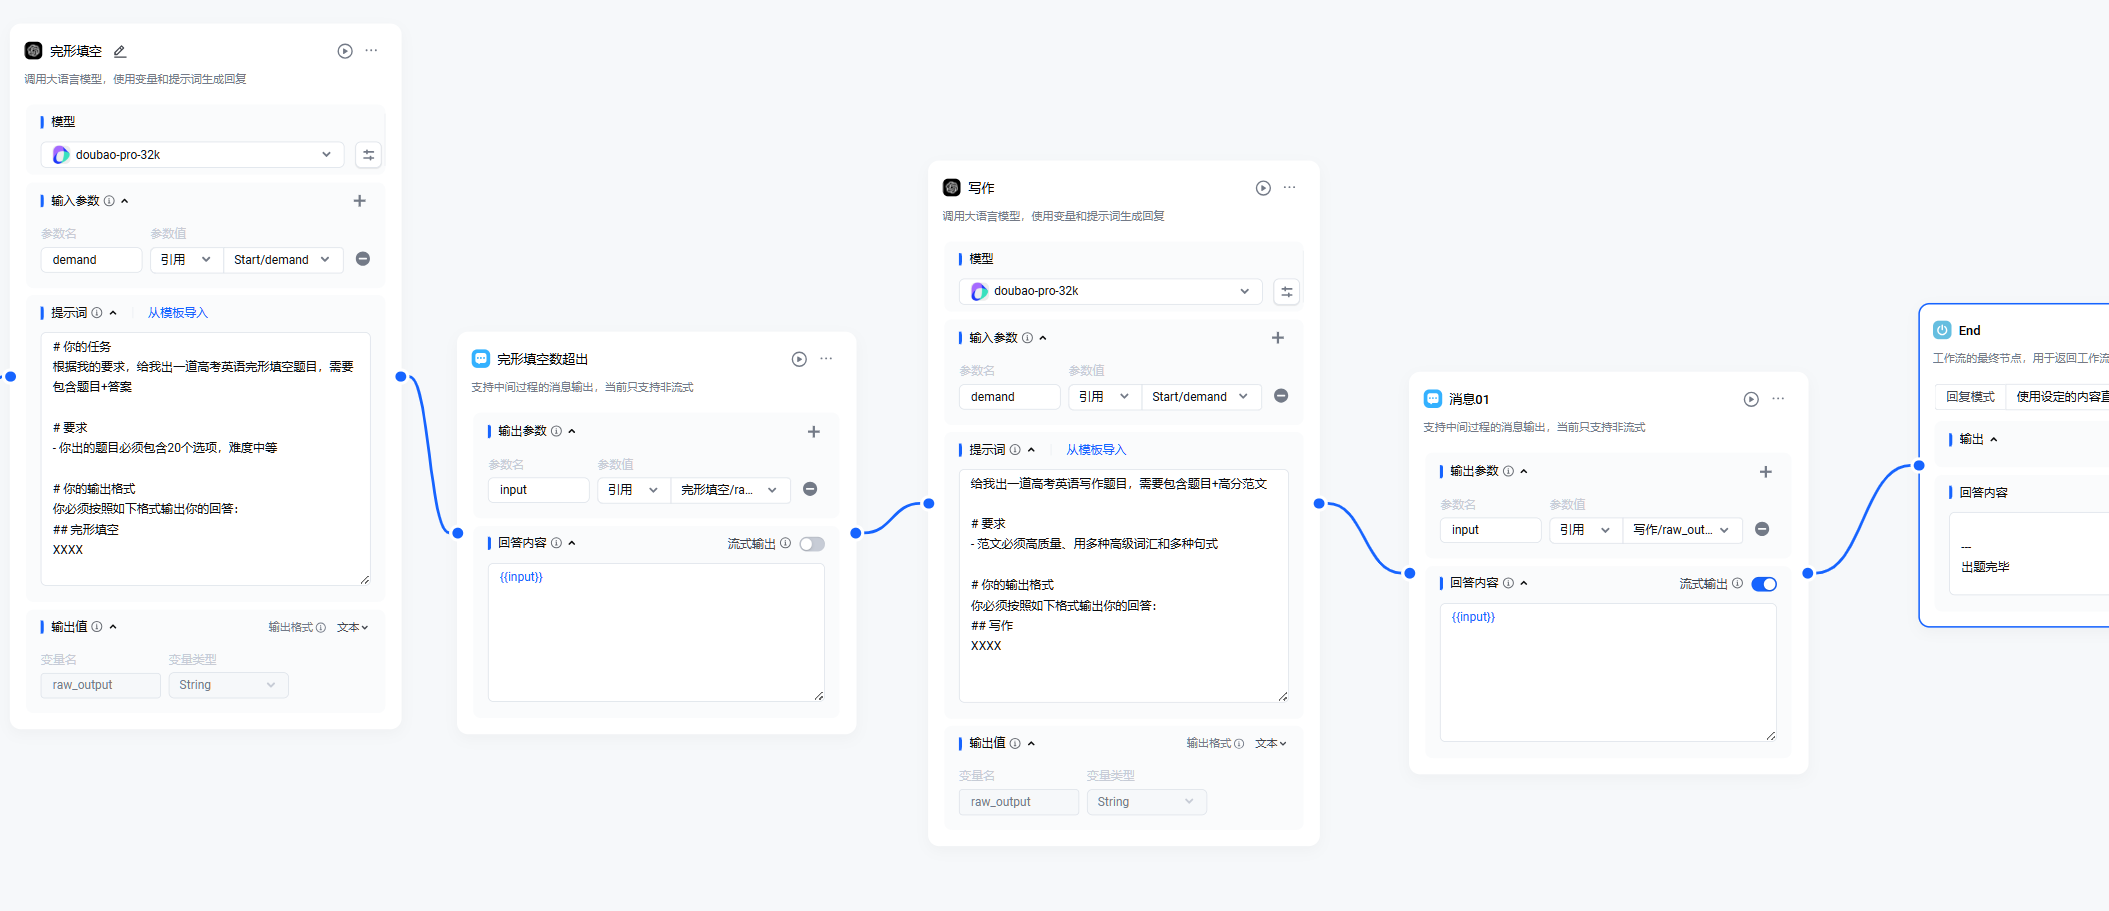 完形填空
调用大语言模型，使用变量和提示词生成回复
模型
doubao-pro-32k
输入参数
参数名 参数值
demand 引用 Start/demand
提示词 从模板导入
# 你的任务
根据我的要求，给我出一道高考英语完形填空题目，需要
包含题目+答案
# 要求
- 你出的题目必须包含20个选项，难度中等
# 你的输出格式
你必须按照如下格式输出你的回答：
## 完形填空
XXXX
输出值 输出格式 文本
变量名 变量类型
raw_output String
完形填空数超出
支持中间过程的消息输出，当前只支持非流式
输出参数
参数名 参数值
input 引用 完形填空/ra...
回答内容 流式输出
{{input}}
写作
调用大语言模型，使用变量和提示词生成回复
模型
doubao-pro-32k
输入参数
参数名 参数值
demand 引用 Start/demand
提示词 从模板导入
给我出一道高考英语写作题目，需要包含题目+高分范文
# 要求
- 范文必须高质量、用多种高级词汇和多种句式
# 你的输出格式
你必须按照如下格式输出你的回答：
## 写作
XXXX
输出值 输出格式 文本
变量名 变量类型
raw_output String
消息01
支持中间过程的消息输出，当前只支持非流式
输出参数
参数名 参数值
input 引用 写作/raw_out...
回答内容 流式输出
{{input}}
End
工作流的最终节点，用于返回工作流
回复模式 使用设定的内容直
输出
回答内容
---
出题完毕